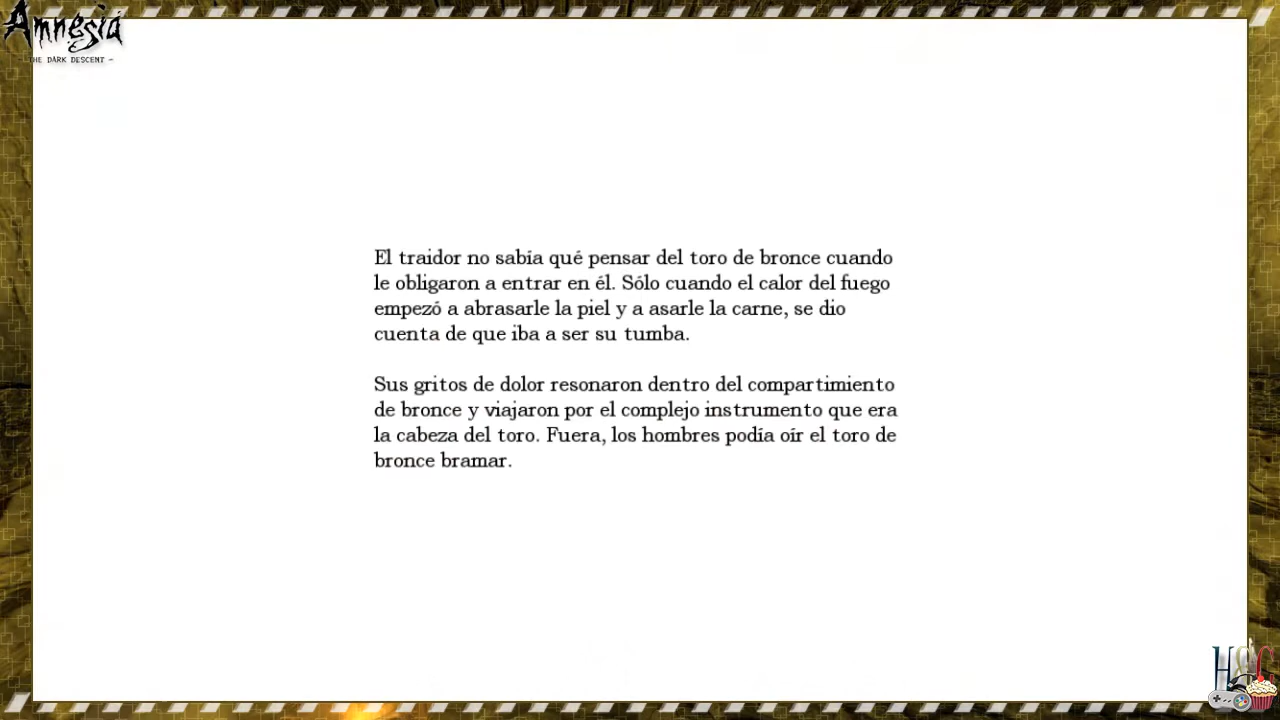 Amnesia
THE DARK DESCENT -
El traidor no sabía qué pensar del toro de bronce cuando
le obligaron a entrar en él. Sólo cuando el calor del fuego
empezó a abrasarle la piel y a asarle la carne, se dio
cuenta de que iba a ser su tumba.
Sus gritos de dolor resonaron dentro del compartimiento
de bronce y viajaron por el complejo instrumento que era
la cabeza del toro. Fuera, los hombres podía oír el toro de
bronce bramar.